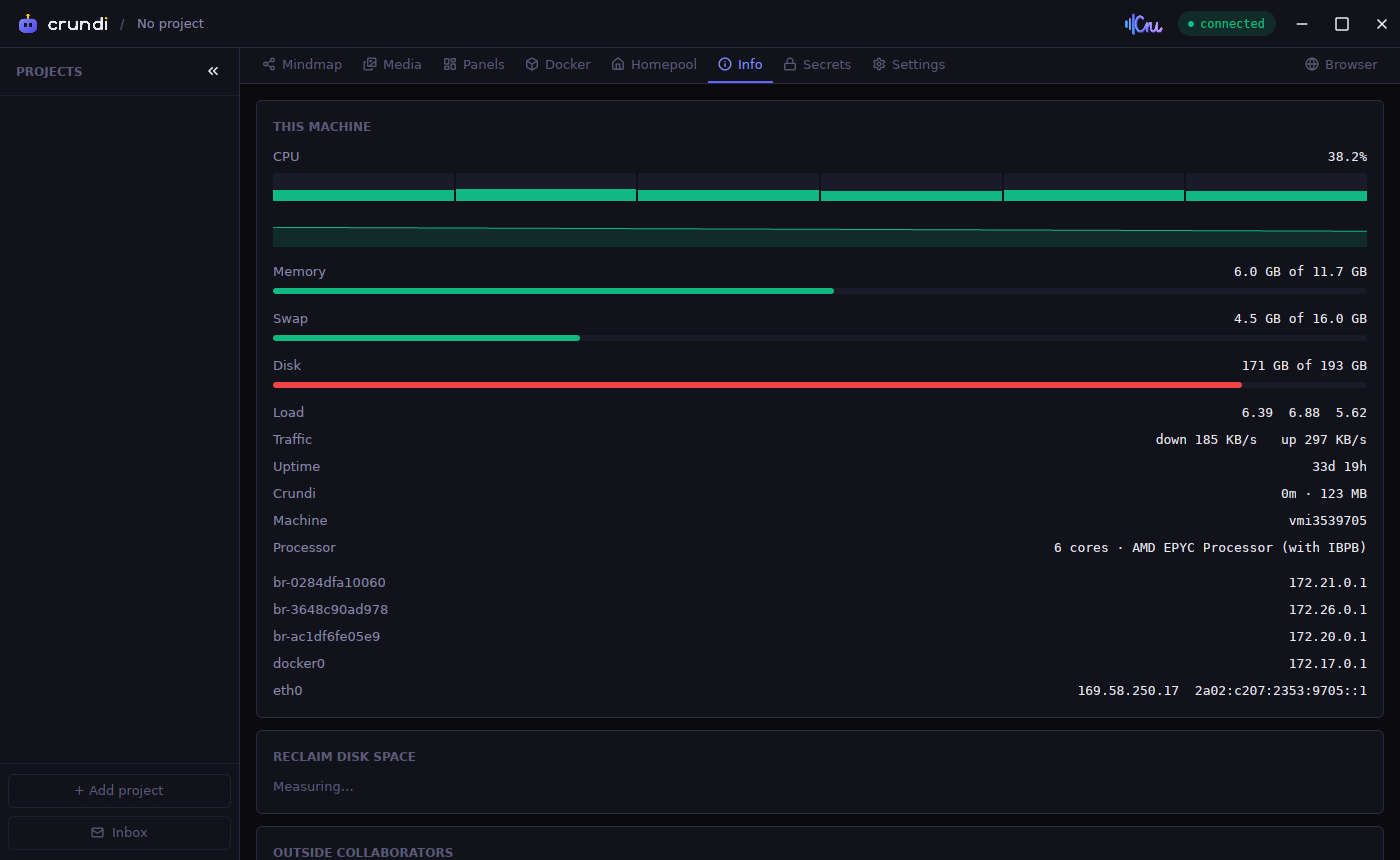 crundi / No project
Cru
connected
PROJECTS
Mindmap Media Panels Docker Homepool Info Secrets Settings Browser
THIS MACHINE
CPU 38.2%
Memory 6.0 GB of 11.7 GB
Swap 4.5 GB of 16.0 GB
Disk 171 GB of 193 GB
Load 6.39 6.88 5.62
Traffic down 185 KB/s up 297 KB/s
Uptime 33d 19h
Crundi 0m · 123 MB
Machine vmi3539705
Processor 6 cores · AMD EPYC Processor (with IBPB)
br-0284dfa10060 172.21.0.1
br-3648c90ad978 172.26.0.1
br-ac1df6fe05e9 172.20.0.1
docker0 172.17.0.1
eth0 169.58.250.17 2a02:c207:2353:9705::1
RECLAIM DISK SPACE
Measuring...
OUTSIDE COLLABORATORS
+ Add project
Inbox